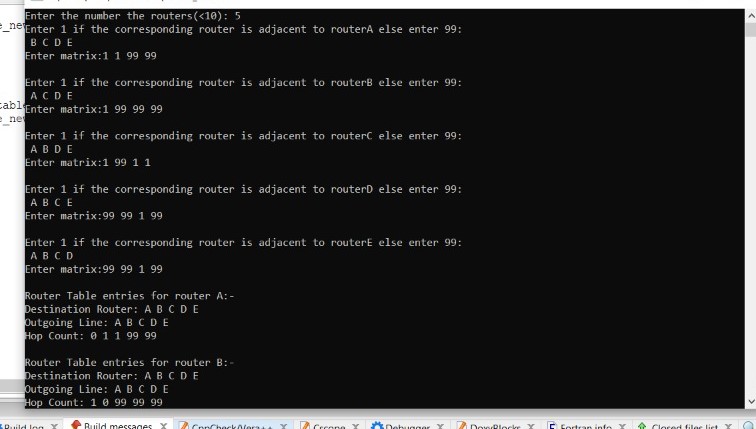 Enter the number the routers(<10): 5
Enter 1 if the corresponding router is adjacent to routerA else enter 99:
B C D E
Enter matrix:1 1 99 99
Enter 1 if the corresponding router is adjacent to routerB else enter 99:
A C D E
Enter matrix:1 99 99 99
Enter 1 if the corresponding router is adjacent to routerC else enter 99:
A B D E
Enter matrix:1 99 1 1
Enter 1 if the corresponding router is adjacent to routerD else enter 99:
A B C E
Enter matrix:99 99 1 99
Enter 1 if the corresponding router is adjacent to routerE else enter 99:
A B C D
Enter matrix:99 99 1 99
Router Table entries for router A:-
Destination Router: A B C D E
Outgoing Line: A B C D E
Hop Count: 0 1 1 99 99
Router Table entries for router B:-
Destination Router: A B C D E
Outgoing Line: A B C D E
Hop Count: 1 0 99 99 99
Build log X Build messages X CppCheck/Vera++ X Cscope X Debugger X DoxyBlocks X Fortran info X Closed files list X